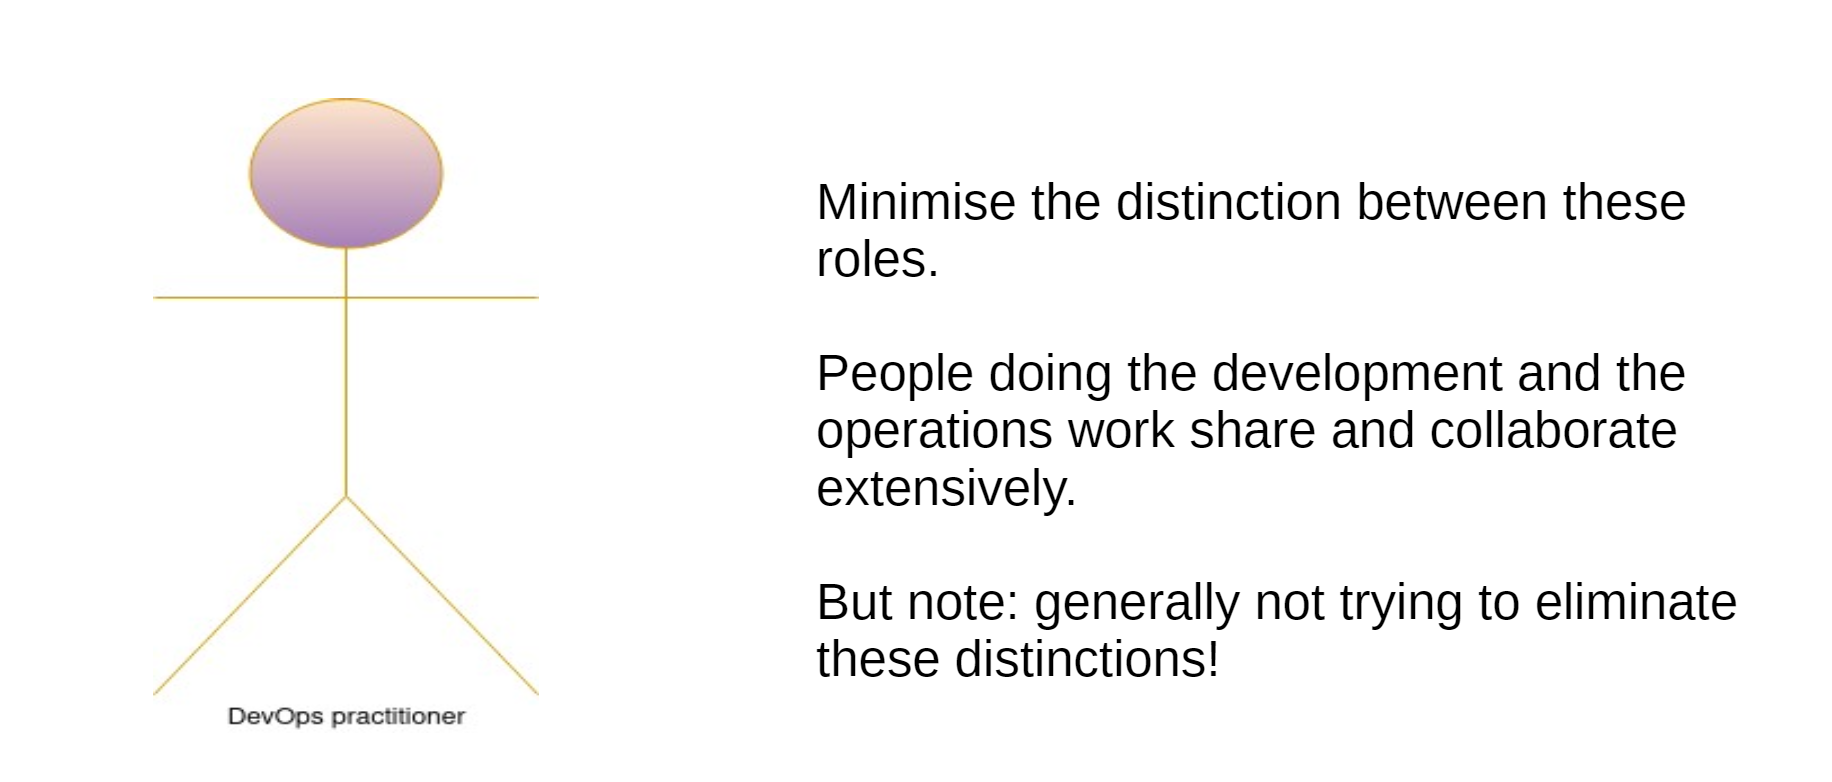 Minimise the distinction between these
roles.
People doing the development and the
operations work share and collaborate
extensively.
But note: generally not trying to eliminate
these distinctions!
DevOps practitioner